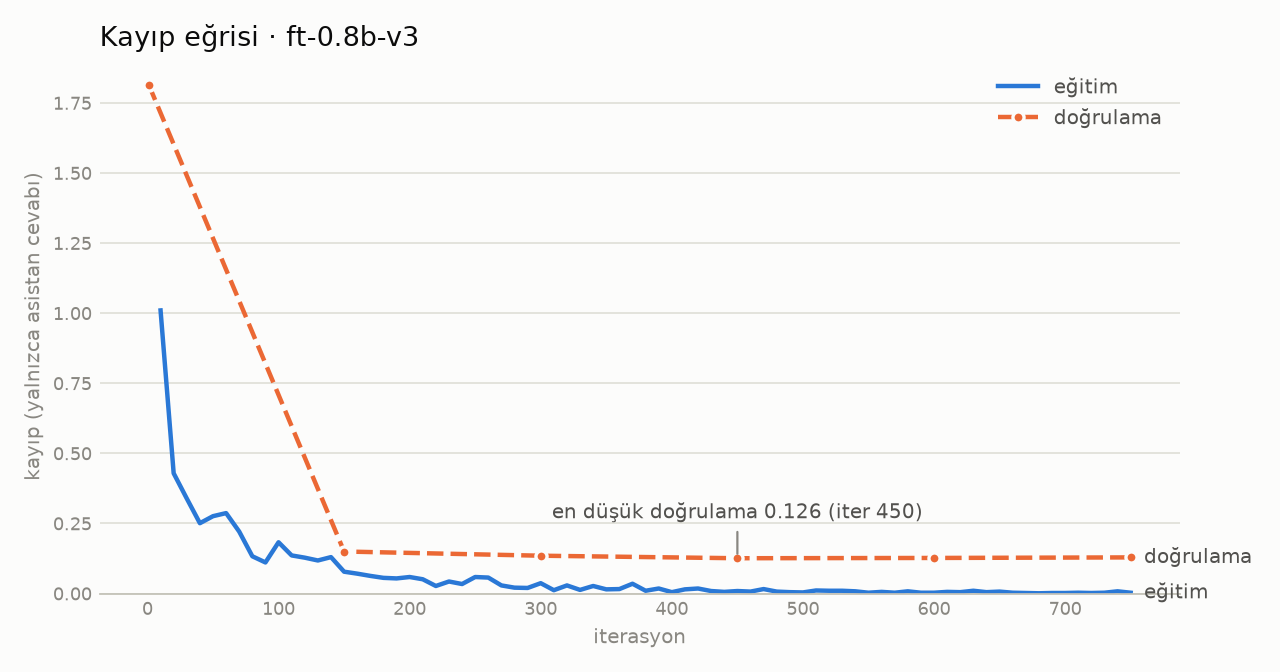 Kayıp eğrisi · ft-0.8b-v3
eğitim
doğrulama
kayıp (yalnızca asistan cevabı)
1.75
1.50
1.25
1.00
0.75
0.50
0.25
0.00
en düşük doğrulama 0.126 (iter 450)
doğrulama
eğitim
0 100 200 300 400 500 600 700
iterasyon